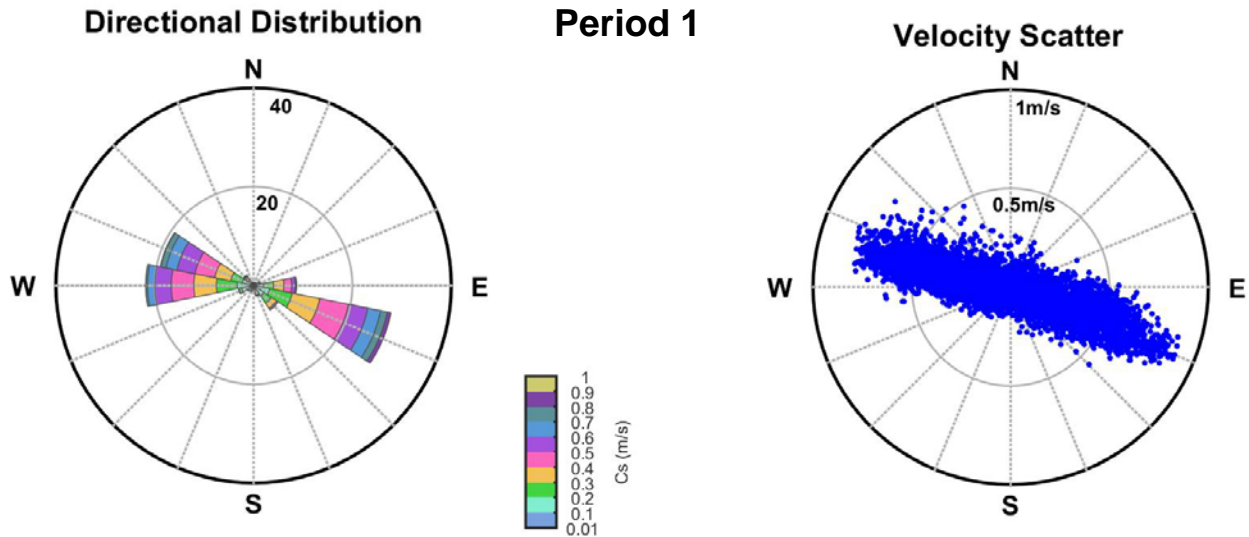 Directional Distribution
Period 1
Velocity Scatter
N
40
20
W
E
S
N
1m/s
0.5m/s
W
E
S
1
0.9
0.8
0.7
0.6
0.5
0.4
0.3
0.2
0.1
0.01
Cs (m/s)